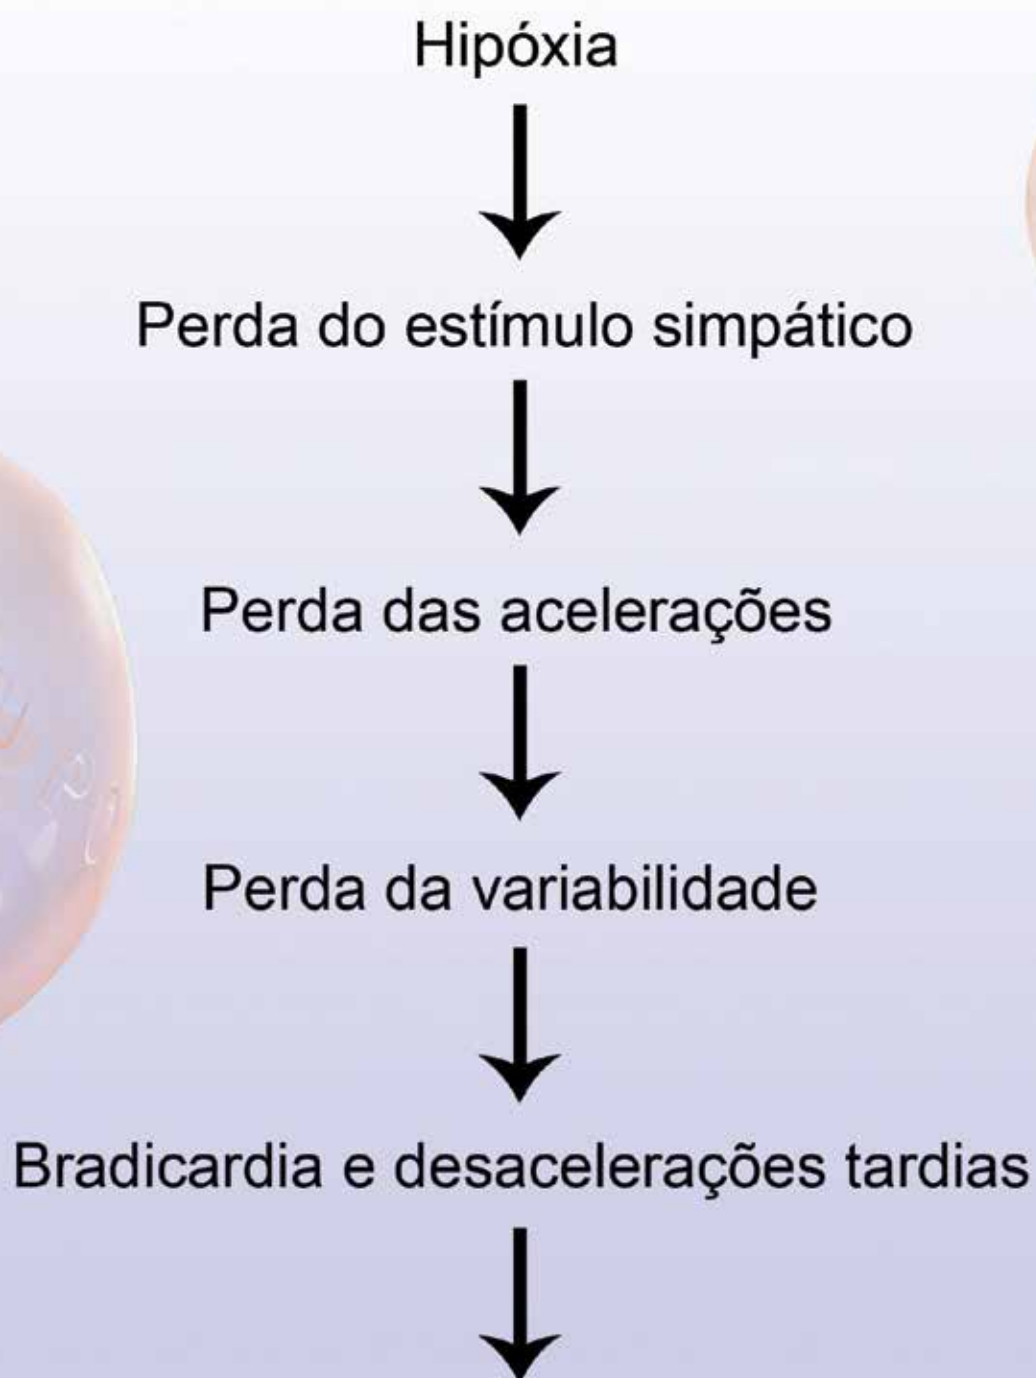 Hipóxia
Perda do estímulo simpático
Perda das acelerações
Perda da variabilidade
Bradicardia e desacelerações tardias